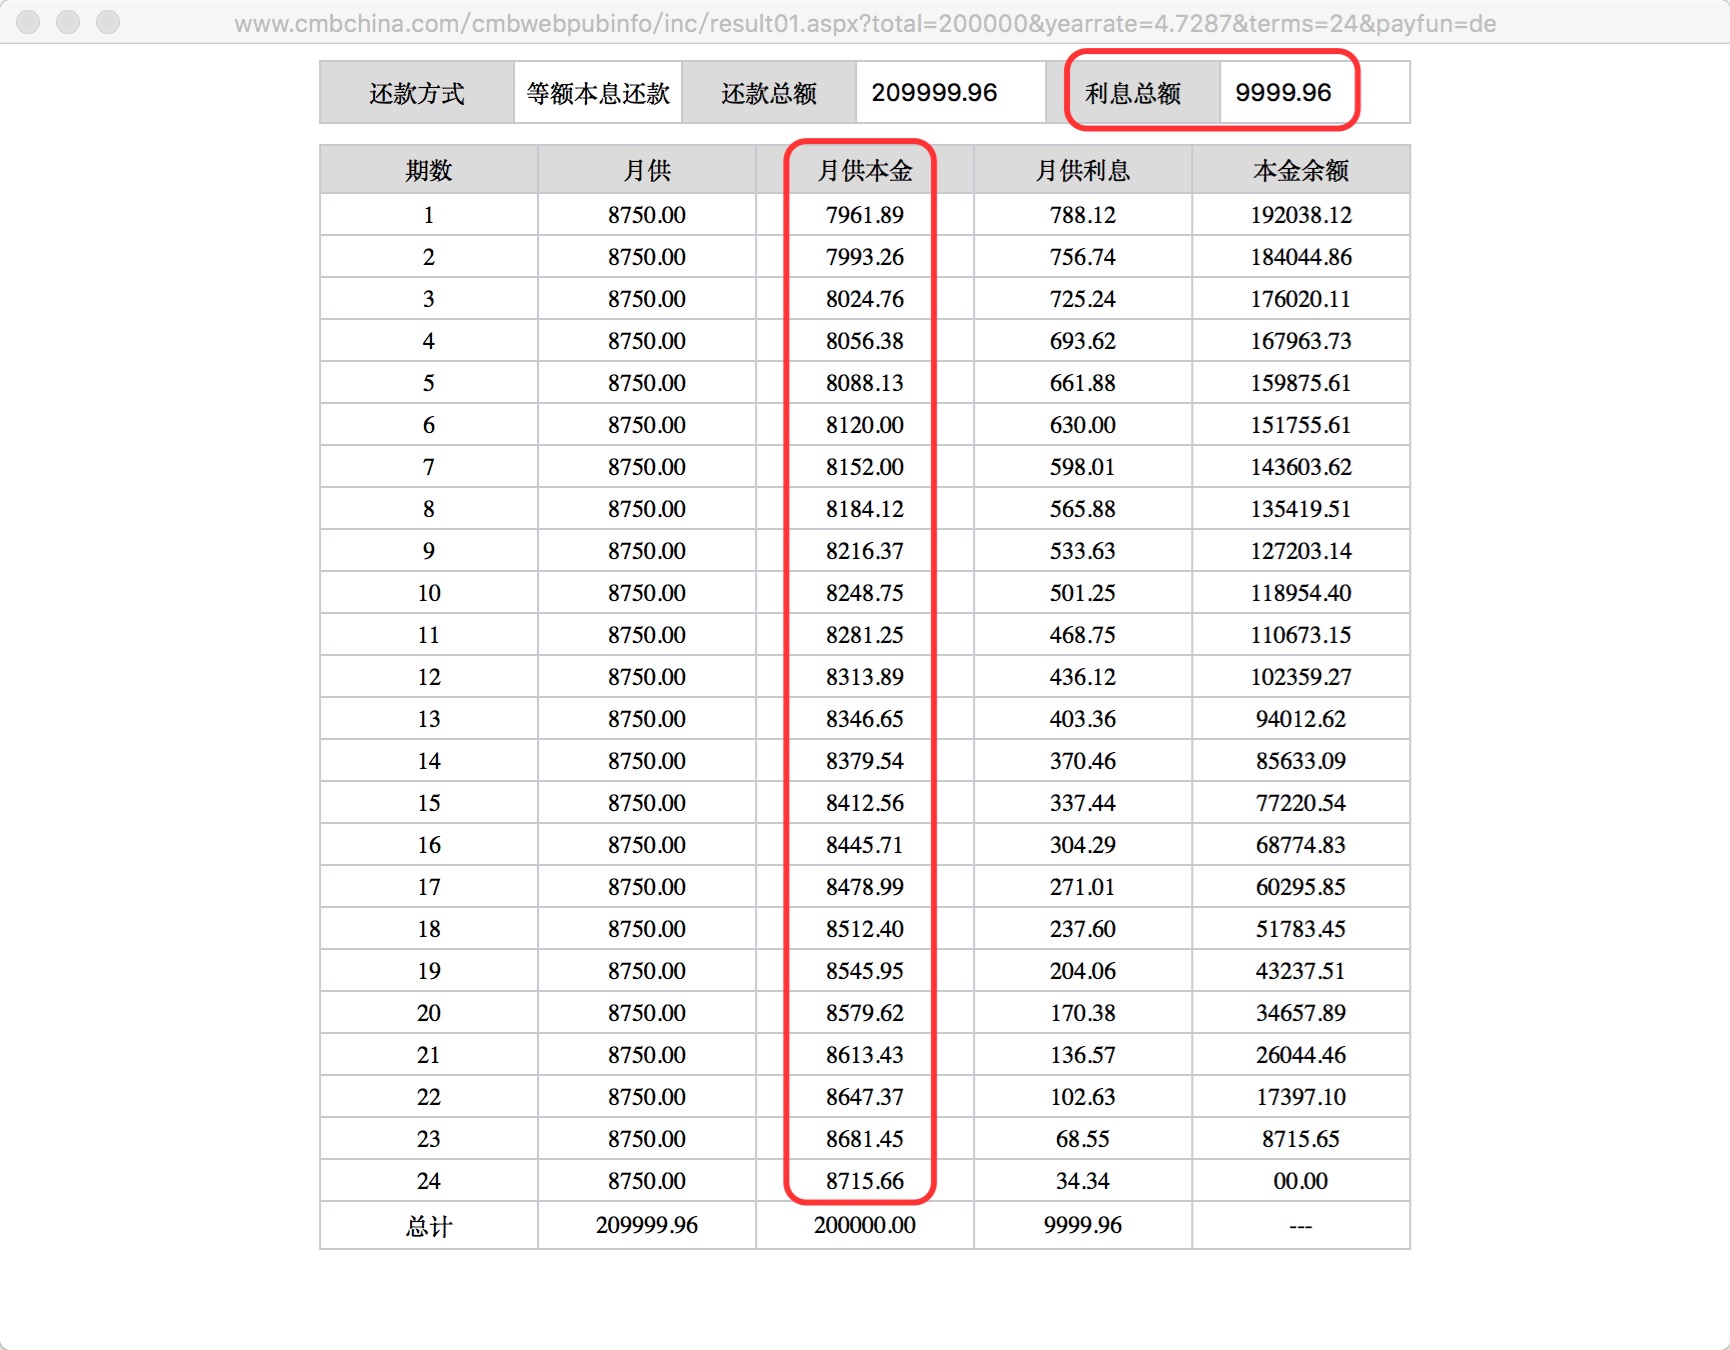 www.cmbchina.com/cmbwebpubinfo/inc/result01.aspx?total=200000&yearrate=4.7287&terms=24&payfun=de
还款方式 等额本息还款 还款总额 209999.96 利息总额 9999.96
期数 月供 月供本金 月供利息 本金余额
1 8750.00 7961.89 788.12 192038.12
2 8750.00 7993.26 756.74 184044.86
3 8750.00 8024.76 725.24 176020.11
4 8750.00 8056.38 693.62 167963.73
5 8750.00 8088.13 661.88 159875.61
6 8750.00 8120.00 630.00 151755.61
7 8750.00 8152.00 598.01 143603.62
8 8750.00 8184.12 565.88 135419.51
9 8750.00 8216.37 533.63 127203.14
10 8750.00 8248.75 501.25 118954.40
11 8750.00 8281.25 468.75 110673.15
12 8750.00 8313.89 436.12 102359.27
13 8750.00 8346.65 403.36 94012.62
14 8750.00 8379.54 370.46 85633.09
15 8750.00 8412.56 337.44 77220.54
16 8750.00 8445.71 304.29 68774.83
17 8750.00 8478.99 271.01 60295.85
18 8750.00 8512.40 237.60 51783.45
19 8750.00 8545.95 204.06 43237.51
20 8750.00 8579.62 170.38 34657.89
21 8750.00 8613.43 136.57 26044.46
22 8750.00 8647.37 102.63 17397.10
23 8750.00 8681.45 68.55 8715.65
24 8750.00 8715.66 34.34 00.00
总计 209999.96 200000.00 9999.96 ---